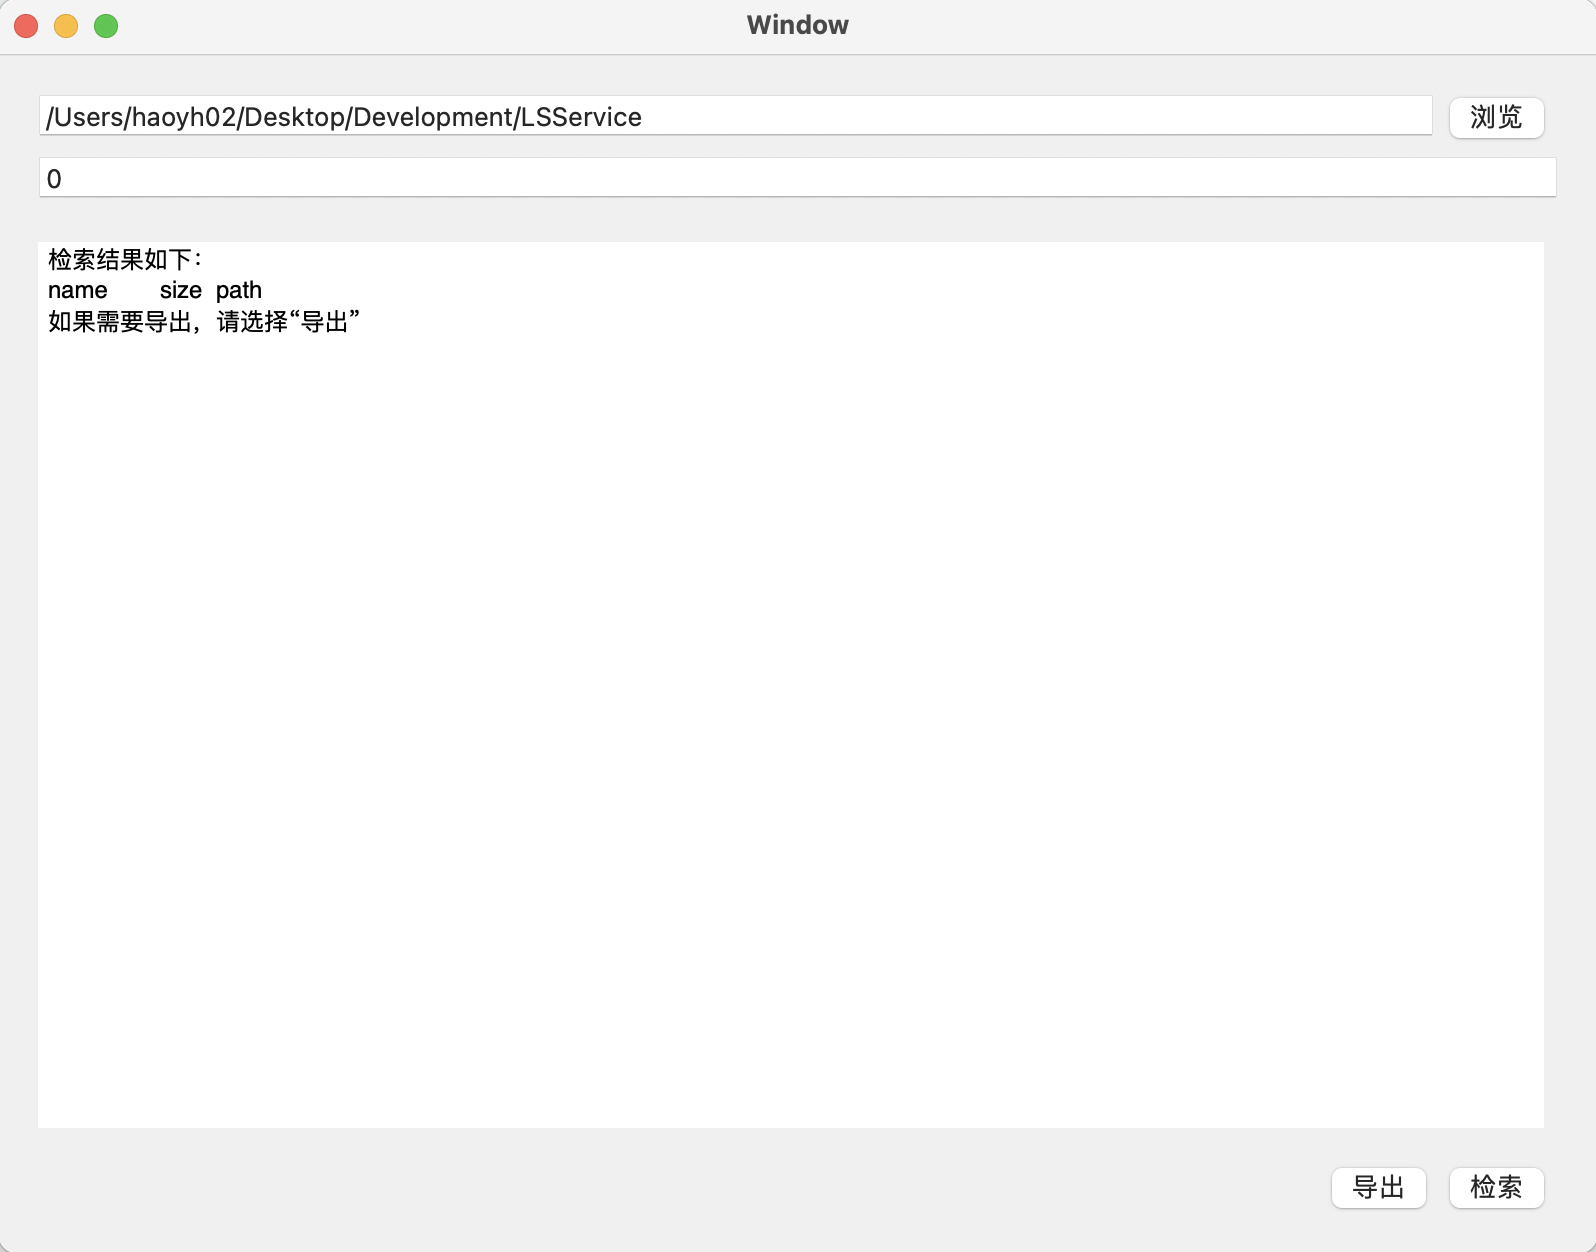 Window
/Users/haoyh02/Desktop/Development/LSService
浏览
0
检索结果如下：
name size path
如果需要导出，请选择“导出”
导出
检索